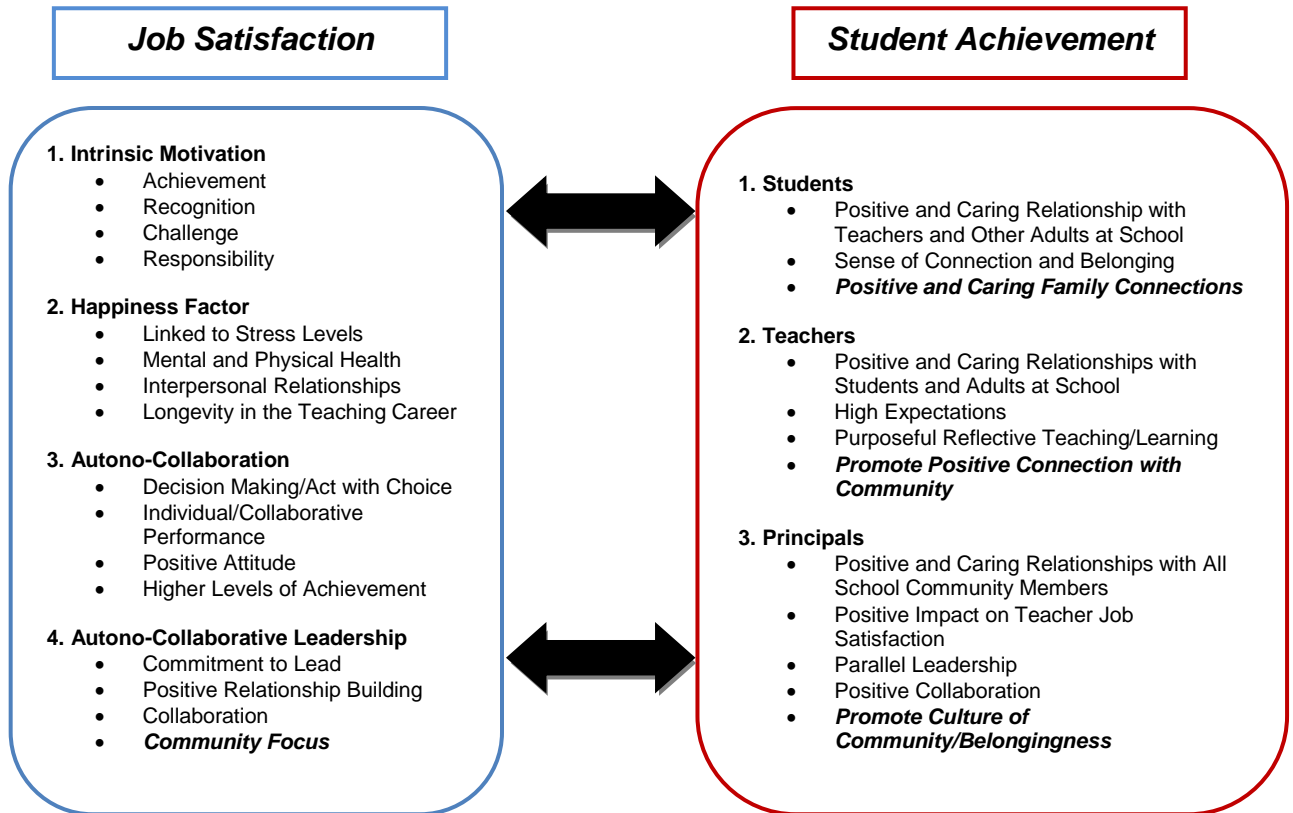 Job Satisfaction
Student Achievement
1. Intrinsic Motivation
• Achievement
• Recognition
• Challenge
• Responsibility
2. Happiness Factor
• Linked to Stress Levels
• Mental and Physical Health
• Interpersonal Relationships
• Longevity in the Teaching Career
3. Autono-Collaboration
• Decision Making/Act with Choice
• Individual/Collaborative
Performance
• Positive Attitude
• Higher Levels of Achievement
4. Autono-Collaborative Leadership
• Commitment to Lead
• Positive Relationship Building
• Collaboration
• Community Focus
1. Students
• Positive and Caring Relationship with
Teachers and Other Adults at School
• Sense of Connection and Belonging
• Positive and Caring Family Connections
2. Teachers
• Positive and Caring Relationships with
Students and Adults at School
• High Expectations
• Purposeful Reflective Teaching/Learning
• Promote Positive Connection with
Community
3. Principals
• Positive and Caring Relationships with All
School Community Members
• Positive Impact on Teacher Job
Satisfaction
• Parallel Leadership
• Positive Collaboration
• Promote Culture of
Community/Belongingness